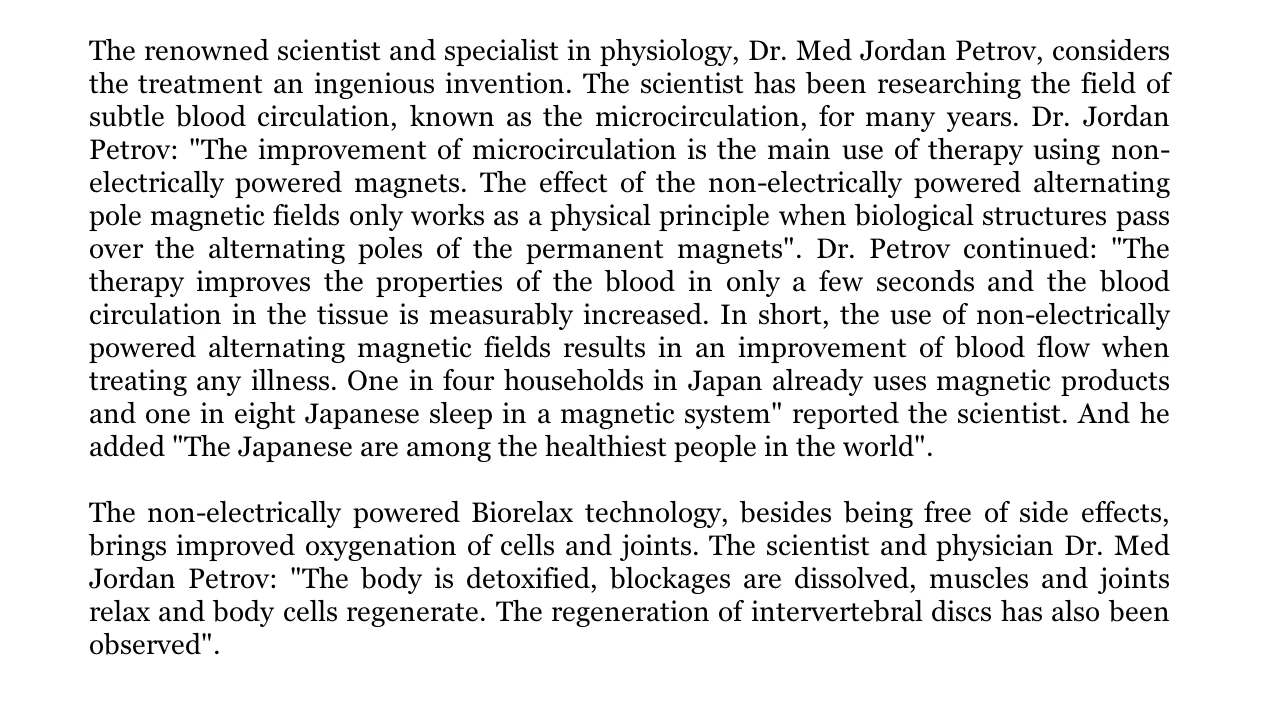 The renowned scientist and specialist in physiology, Dr. Med Jordan Petrov, considers
the treatment an ingenious invention. The scientist has been researching the field of
subtle blood circulation, known as the microcirculation, for many years. Dr. Jordan
Petrov: "The improvement of microcirculation is the main use of therapy using non-
electrically powered magnets. The effect of the non-electrically powered alternating
pole magnetic fields only works as a physical principle when biological structures pass
over the alternating poles of the permanent magnets". Dr. Petrov continued: "The
therapy improves the properties of the blood in only a few seconds and the blood
circulation in the tissue is measurably increased. In short, the use of non-electrically
powered alternating magnetic fields results in an improvement of blood flow when
treating any illness. One in four households in Japan already uses magnetic products
and one in eight Japanese sleep in a magnetic system" reported the scientist. And he
added "The Japanese are among the healthiest people in the world".

The non-electrically powered Biorelax technology, besides being free of side effects,
brings improved oxygenation of cells and joints. The scientist and physician Dr. Med
Jordan Petrov: "The body is detoxified, blockages are dissolved, muscles and joints
relax and body cells regenerate. The regeneration of intervertebral discs has also been
observed".